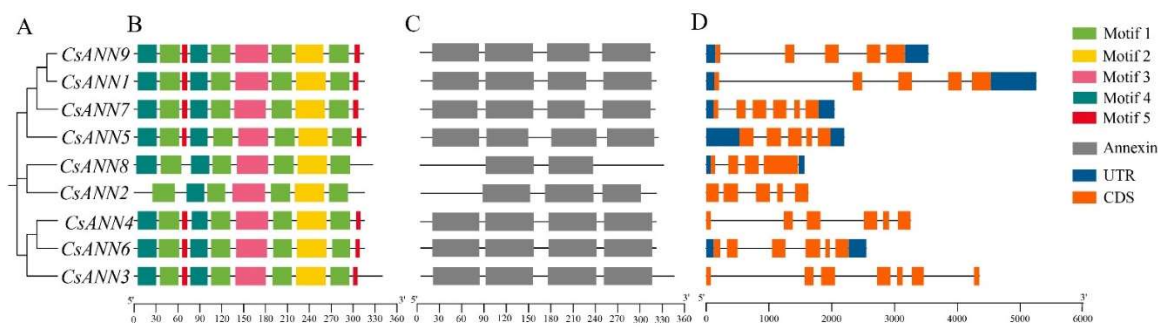 A B C D
CsANN9
CsANN1
CsANN7
CsANN5
CsANN8
CsANN2
CsANN4
CsANN6
CsANN3
5' 3'
0 30 60 90 120 150 180 210 240 270 300 330 360
5' 3'
0 30 60 90 120 150 180 210 240 270 300 330 360
5' 3'
0 1000 2000 3000 4000 5000 6000
Motif 1
Motif 2
Motif 3
Motif 4
Motif 5
Annexin
UTR
CDS